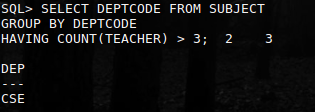 SQL> SELECT DEPTCODE FROM SUBJECT
GROUP BY DEPTCODE
HAVING COUNT(TEACHER) > 3;  2    3
DEP
---
CSE